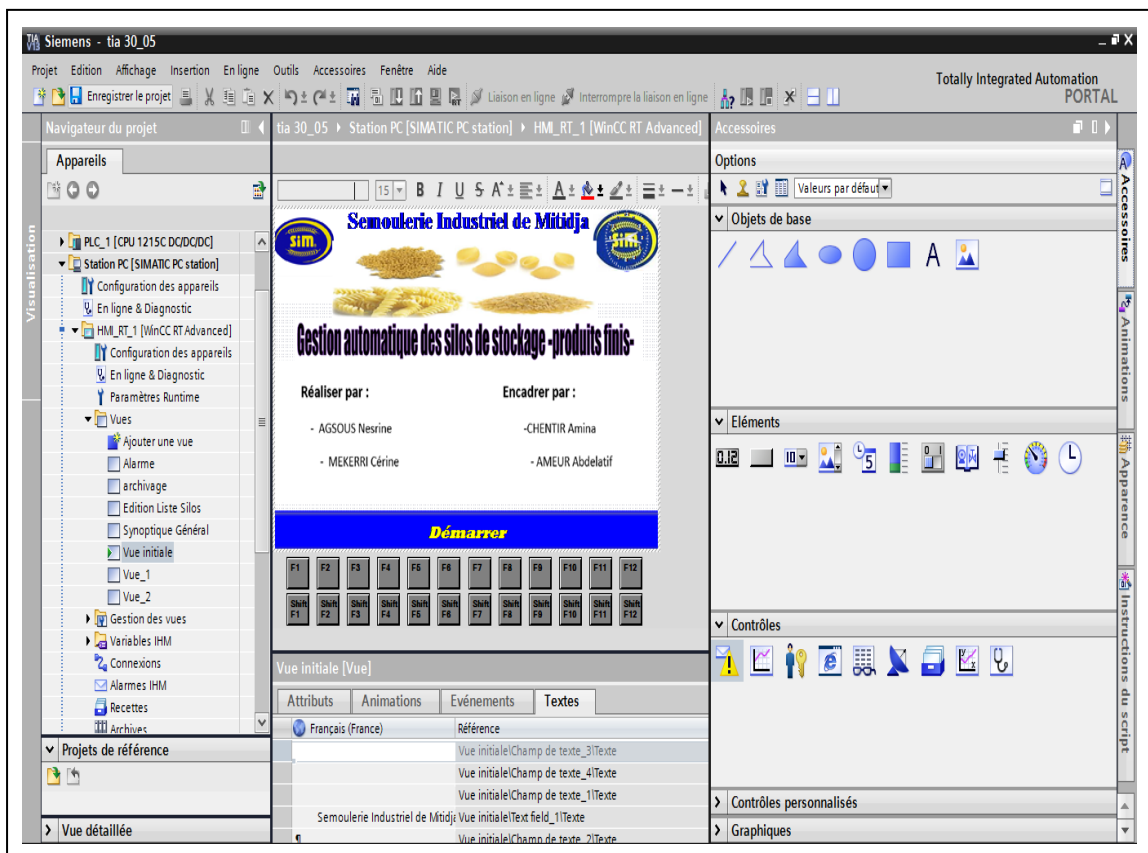 TIA V13 Siemens - tia 30_05
Projet Edition Affichage Insertion En ligne Outils Accessoires Fenêtre Aide
Totally Integrated Automation
PORTAL
Enregistrer le projet Liaison en ligne Interrompre la liaison en ligne
Navigateur du projet
Appareils
Visualisation
PLC_1 [CPU 1215C DC/DC/DC]
Station PC [SIMATIC PC station]
Configuration des appareils
En ligne & Diagnostic
HMI_RT_1 [WinCC RT Advanced]
Configuration des appareils
En ligne & Diagnostic
Paramètres Runtime
Vues
Ajouter une vue
Alarme
archivage
Edition Liste Silos
Synoptique Général
Vue initiale
Vue_1
Vue_2
Gestion des vues
Variables IHM
Connexions
Alarmes IHM
Recettes
Archives
Projets de référence
Vue détaillée
tia 30_05 Station PC [SIMATIC PC station] HMI_RT_1 [WinCC RT Advanced]
15 B I U S A A
Semoulerie Industriel de Mitidja
sim
sim
Gestion automatique des silos de stockage -produits finis-
Réaliser par : Encadrer par :
- AGSOUS Nesrine -CHENTIR Amina
- MEKERRI Cérine - AMEUR Abdelatif
Démarrer
F1 F2 F3 F4 F5 F6 F7 F8 F9 F10 F11 F12
Shift F1 Shift F2 Shift F3 Shift F4 Shift F5 Shift F6 Shift F7 Shift F8 Shift F9 Shift F10 Shift F11 Shift F12
Vue initiale [Vue]
Attributs Animations Evénements Textes
Français (France) Référence
Vue initiale\Champ de texte_3\Texte
Vue initiale\Champ de texte_4\Texte
Vue initiale\Champ de texte_1\Texte
Semoulerie Industriel de Mitidja Vue initiale\Text field_1\Texte
¶ Vue initiale\Champ de texte_2\Texte
Accessoires
Options
Valeurs par défaut
Objets de base
A
Eléments
0.12 10 5 0 1
Contrôles
Contrôles personnalisés
Graphiques
Accessoires
Animations
Apparence
Instructions du script